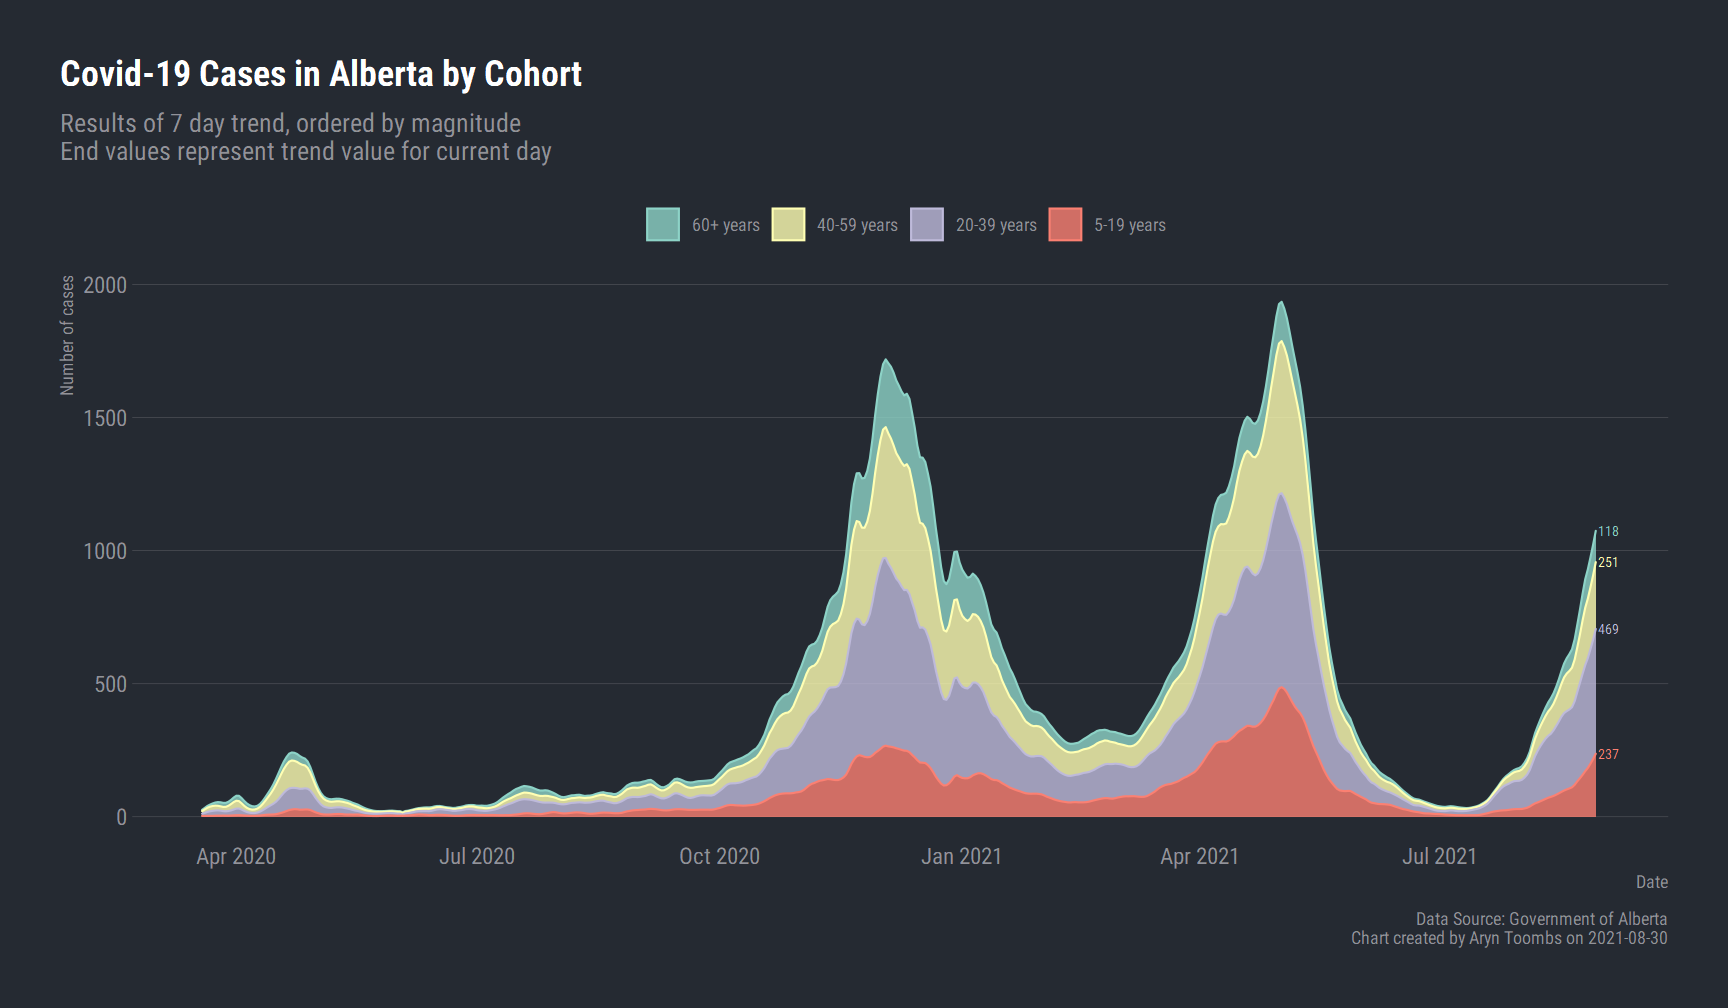 Covid-19 Cases in Alberta by Cohort
Results of 7 day trend, ordered by magnitude
End values represent trend value for current day
60+ years
40-59 years
20-39 years
5-19 years
Number of cases
2000
1500
1000
500
0
118
251
469
237
Apr 2020
Jul 2020
Oct 2020
Jan 2021
Apr 2021
Jul 2021
Date
Data Source: Government of Alberta
Chart created by Aryn Toombs on 2021-08-30